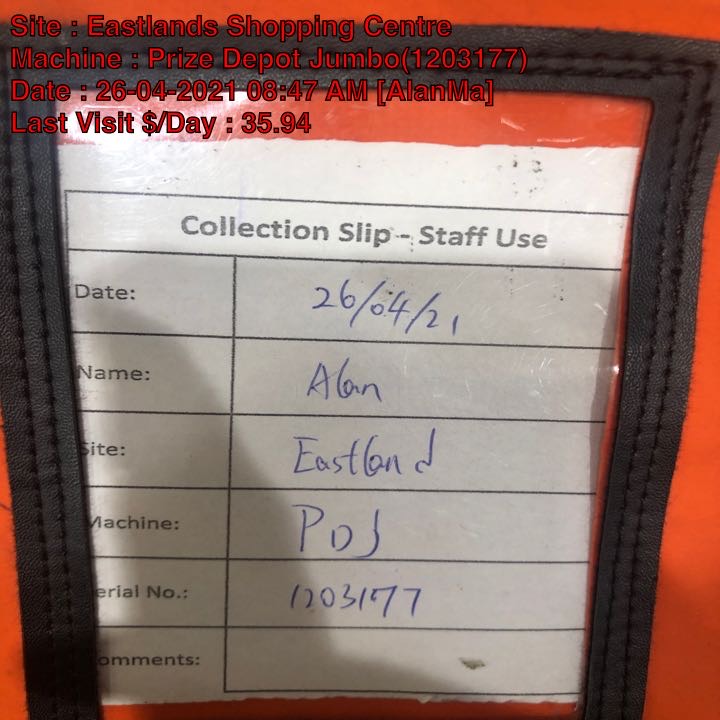 Site : Eastlands Shopping Centre
Machine : Prize Depot Jumbo(1203177)
Date : 26-04-2021 08:47 AM [AlanMa]
Last Visit $/Day : 35.94
Collection Slip - Staff Use
Date: 26/04/21
Name: Alan
Site: Eastland
Machine: PDJ
erial No.: 1203177
omments: